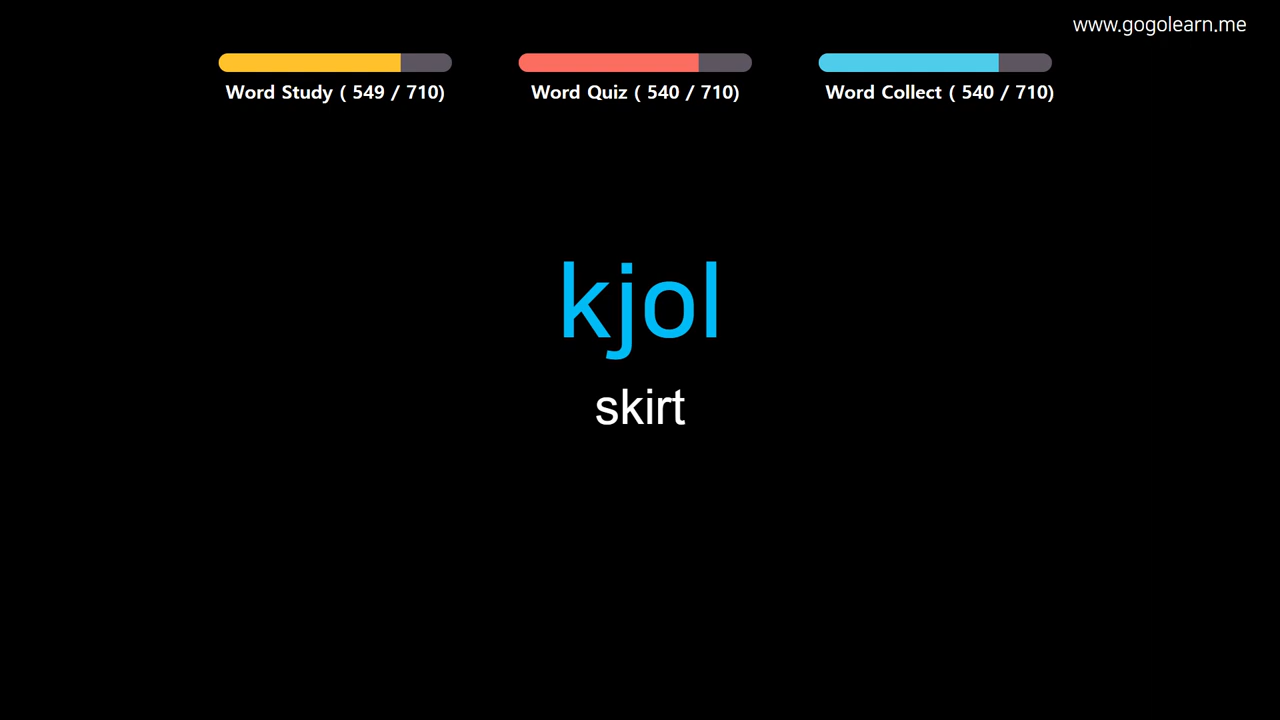 www.gogolearn.me
Word Study ( 549 / 710)
Word Quiz ( 540 / 710)
Word Collect ( 540 / 710)
kjol
skirt